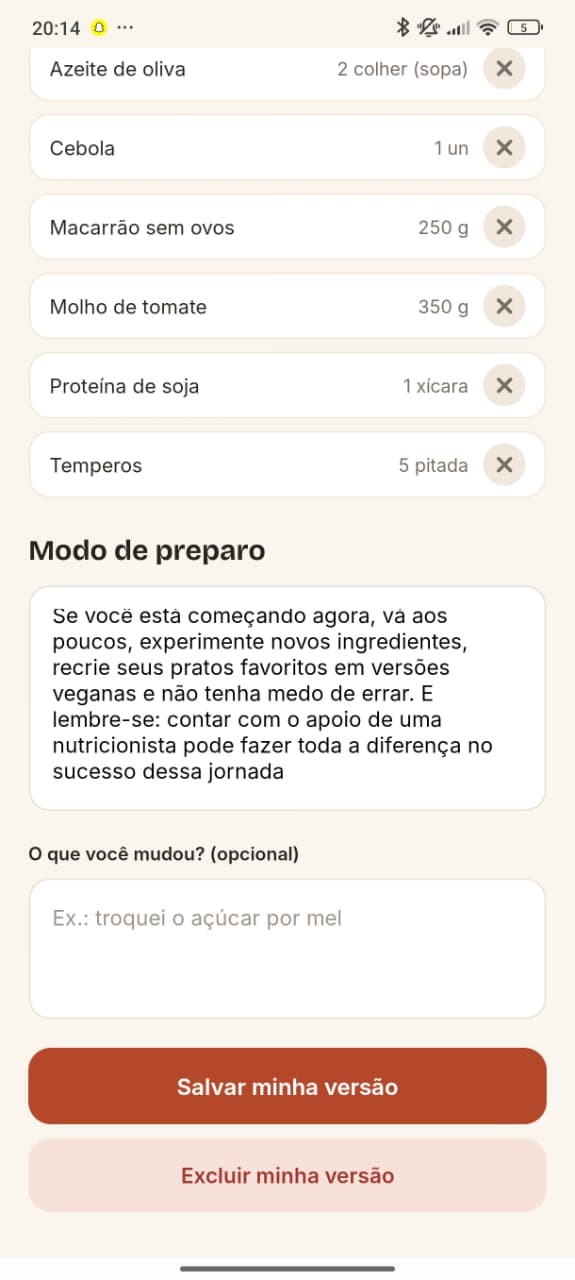 20:14
5
Azeite de oliva 2 colher (sopa)
Cebola 1 un
Macarrão sem ovos 250 g
Molho de tomate 350 g
Proteína de soja 1 xícara
Temperos 5 pitada
Modo de preparo
Se você está começando agora, vá aos
poucos, experimente novos ingredientes,
recrie seus pratos favoritos em versões
veganas e não tenha medo de errar. E
lembre-se: contar com o apoio de uma
nutricionista pode fazer toda a diferença no
sucesso dessa jornada
O que você mudou? (opcional)
Ex.: troquei o açúcar por mel
Salvar minha versão
Excluir minha versão